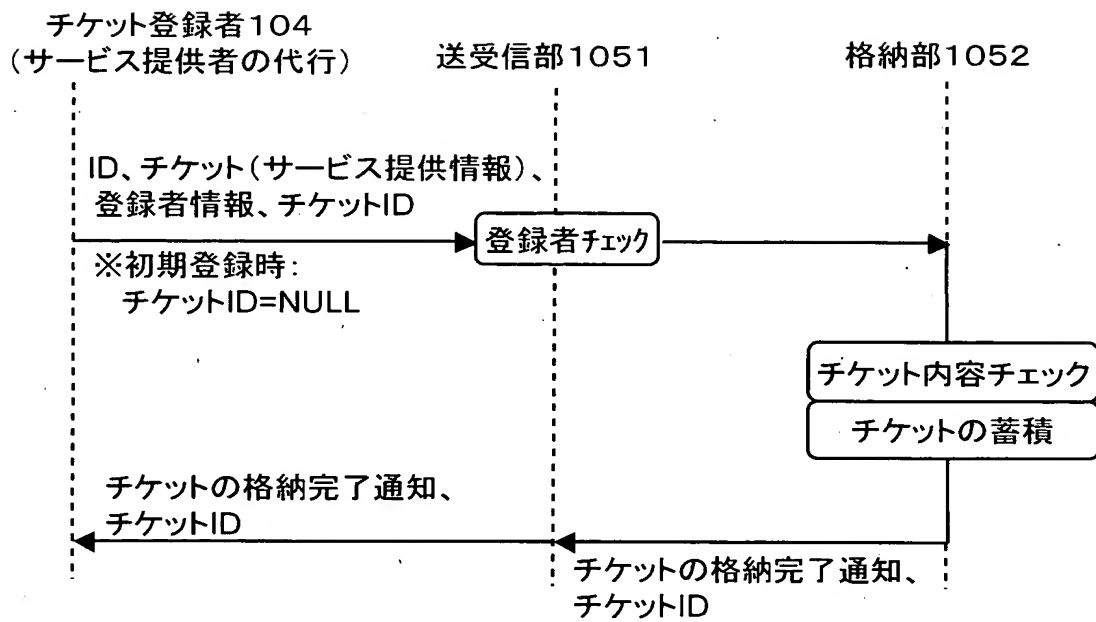 チケット登録者104
(サービス提供者の代行)
送受信部1051
格納部1052
ID、チケット(サービス提供情報)、
登録者情報、チケットID
登録者チェック
※初期登録時:
チケットID=NULL
チケット内容チェック
チケットの蓄積
チケットの格納完了通知、
チケットID
チケットの格納完了通知、
チケットID